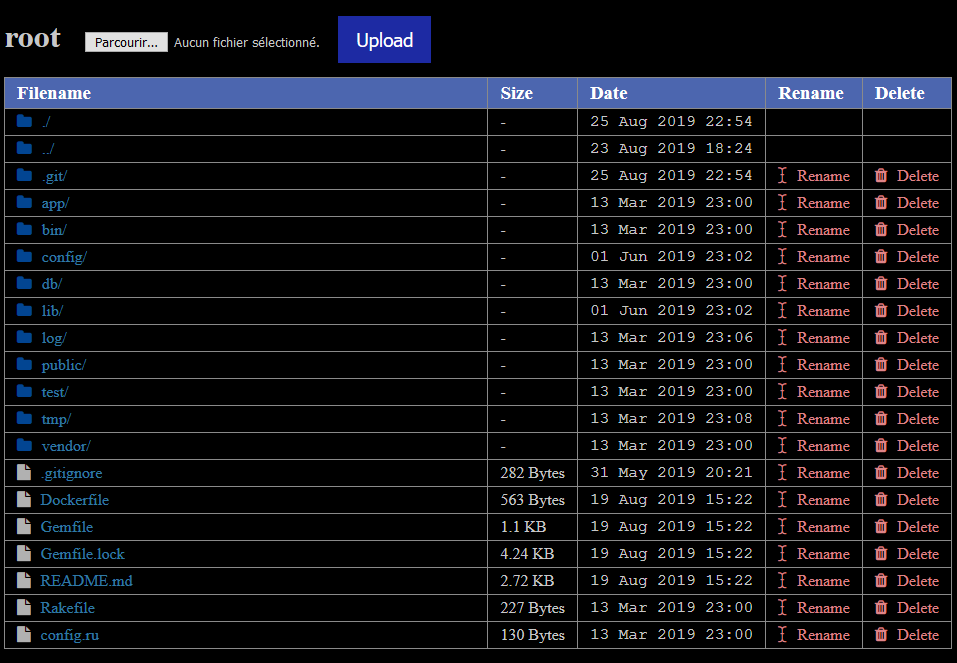 root Parcourir... Aucun fichier sélectionné. Upload
Filename Size Date Rename Delete
./ - 25 Aug 2019 22:54
../ - 23 Aug 2019 18:24
.git/ - 25 Aug 2019 22:54 Rename Delete
app/ - 13 Mar 2019 23:00 Rename Delete
bin/ - 13 Mar 2019 23:00 Rename Delete
config/ - 01 Jun 2019 23:02 Rename Delete
db/ - 13 Mar 2019 23:00 Rename Delete
lib/ - 01 Jun 2019 23:02 Rename Delete
log/ - 13 Mar 2019 23:06 Rename Delete
public/ - 13 Mar 2019 23:00 Rename Delete
test/ - 13 Mar 2019 23:00 Rename Delete
tmp/ - 13 Mar 2019 23:08 Rename Delete
vendor/ - 13 Mar 2019 23:00 Rename Delete
.gitignore 282 Bytes 31 May 2019 20:21 Rename Delete
Dockerfile 563 Bytes 19 Aug 2019 15:22 Rename Delete
Gemfile 1.1 KB 19 Aug 2019 15:22 Rename Delete
Gemfile.lock 4.24 KB 19 Aug 2019 15:22 Rename Delete
README.md 2.72 KB 19 Aug 2019 15:22 Rename Delete
Rakefile 227 Bytes 13 Mar 2019 23:00 Rename Delete
config.ru 130 Bytes 13 Mar 2019 23:00 Rename Delete